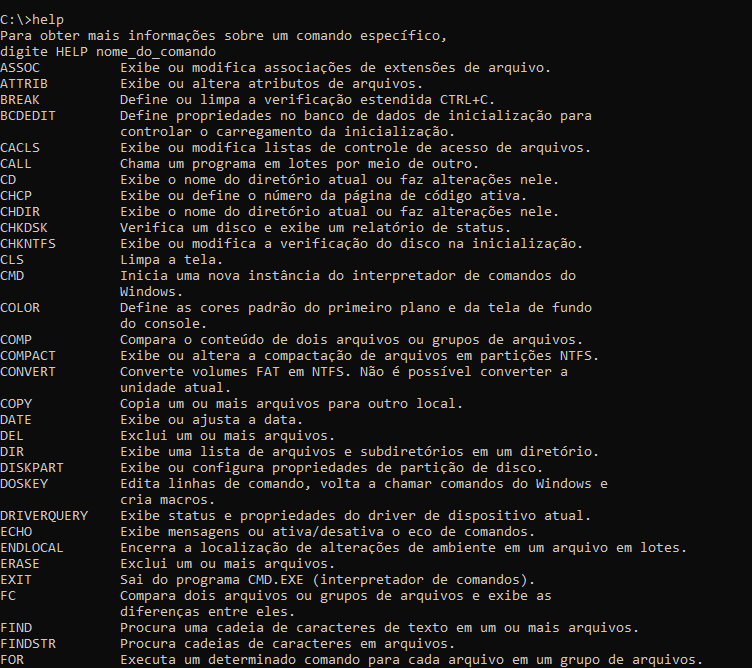 C:\>help
Para obter mais informações sobre um comando específico,
digite HELP nome_do_comando
ASSOC          Exibe ou modifica associações de extensões de arquivo.
ATTRIB         Exibe ou altera atributos de arquivos.
BREAK          Define ou limpa a verificação estendida CTRL+C.
BCDEDIT        Define propriedades no banco de dados de inicialização para
               controlar o carregamento da inicialização.
CACLS          Exibe ou modifica listas de controle de acesso de arquivos.
CALL           Chama um programa em lotes por meio de outro.
CD             Exibe o nome do diretório atual ou faz alterações nele.
CHCP           Exibe ou define o número da página de código ativa.
CHDIR          Exibe o nome do diretório atual ou faz alterações nele.
CHKDSK         Verifica um disco e exibe um relatório de status.
CHKNTFS        Exibe ou modifica a verificação do disco na inicialização.
CLS            Limpa a tela.
CMD            Inicia uma nova instância do interpretador de comandos do
               Windows.
COLOR          Define as cores padrão do primeiro plano e da tela de fundo
               do console.
COMP           Compara o conteúdo de dois arquivos ou grupos de arquivos.
COMPACT        Exibe ou altera a compactação de arquivos em partições NTFS.
CONVERT        Converte volumes FAT em NTFS. Não é possível converter a
               unidade atual.
COPY           Copia um ou mais arquivos para outro local.
DATE           Exibe ou ajusta a data.
DEL            Exclui um ou mais arquivos.
DIR            Exibe uma lista de arquivos e subdiretórios em um diretório.
DISKPART       Exibe ou configura propriedades de partição de disco.
DOSKEY         Edita linhas de comando, volta a chamar comandos do Windows e
               cria macros.
DRIVERQUERY    Exibe status e propriedades do driver de dispositivo atual.
ECHO           Exibe mensagens ou ativa/desativa o eco de comandos.
ENDLOCAL       Encerra a localização de alterações de ambiente em um arquivo em lotes.
ERASE          Exclui um ou mais arquivos.
EXIT           Sai do programa CMD.EXE (interpretador de comandos).
FC             Compara dois arquivos ou grupos de arquivos e exibe as
               diferenças entre eles.
FIND           Procura uma cadeia de caracteres de texto em um ou mais arquivos.
FINDSTR        Procura cadeias de caracteres em arquivos.
FOR            Executa um determinado comando para cada arquivo em um grupo de arquivos.